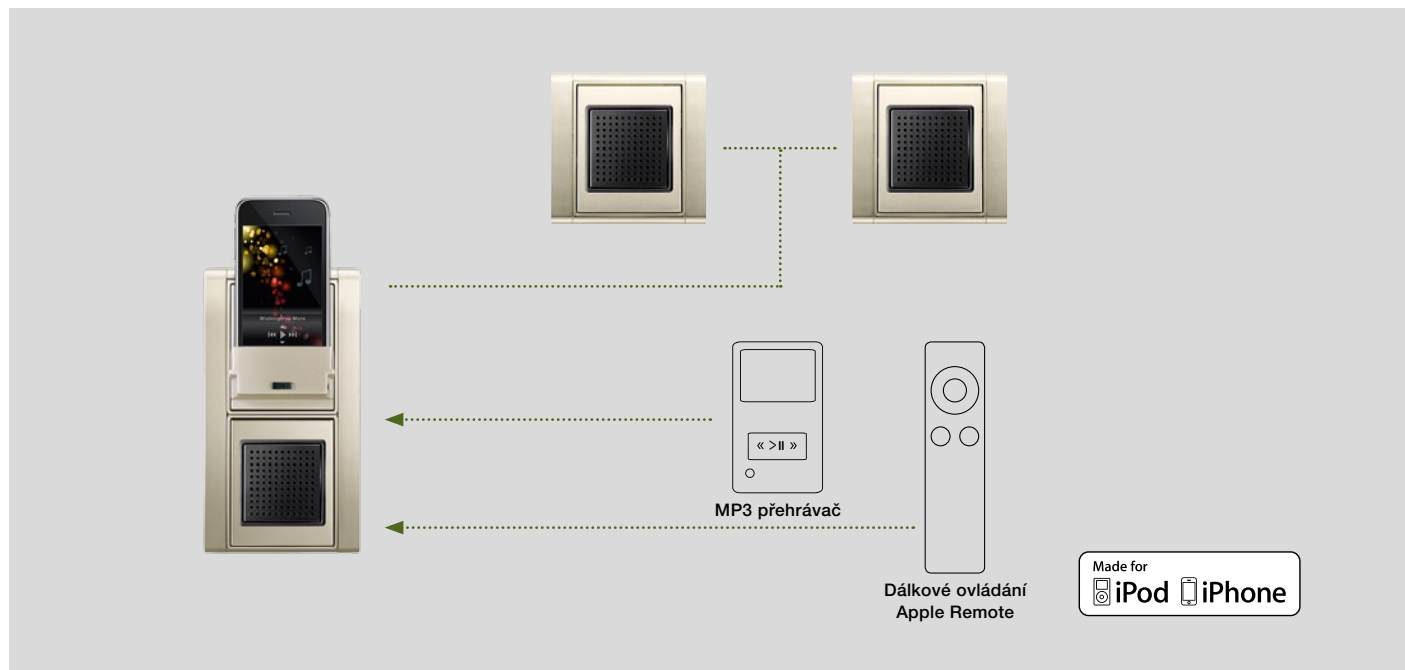 MP3 přehrávač
Dálkové ovládání
Apple Remote
Made for
iPod iPhone